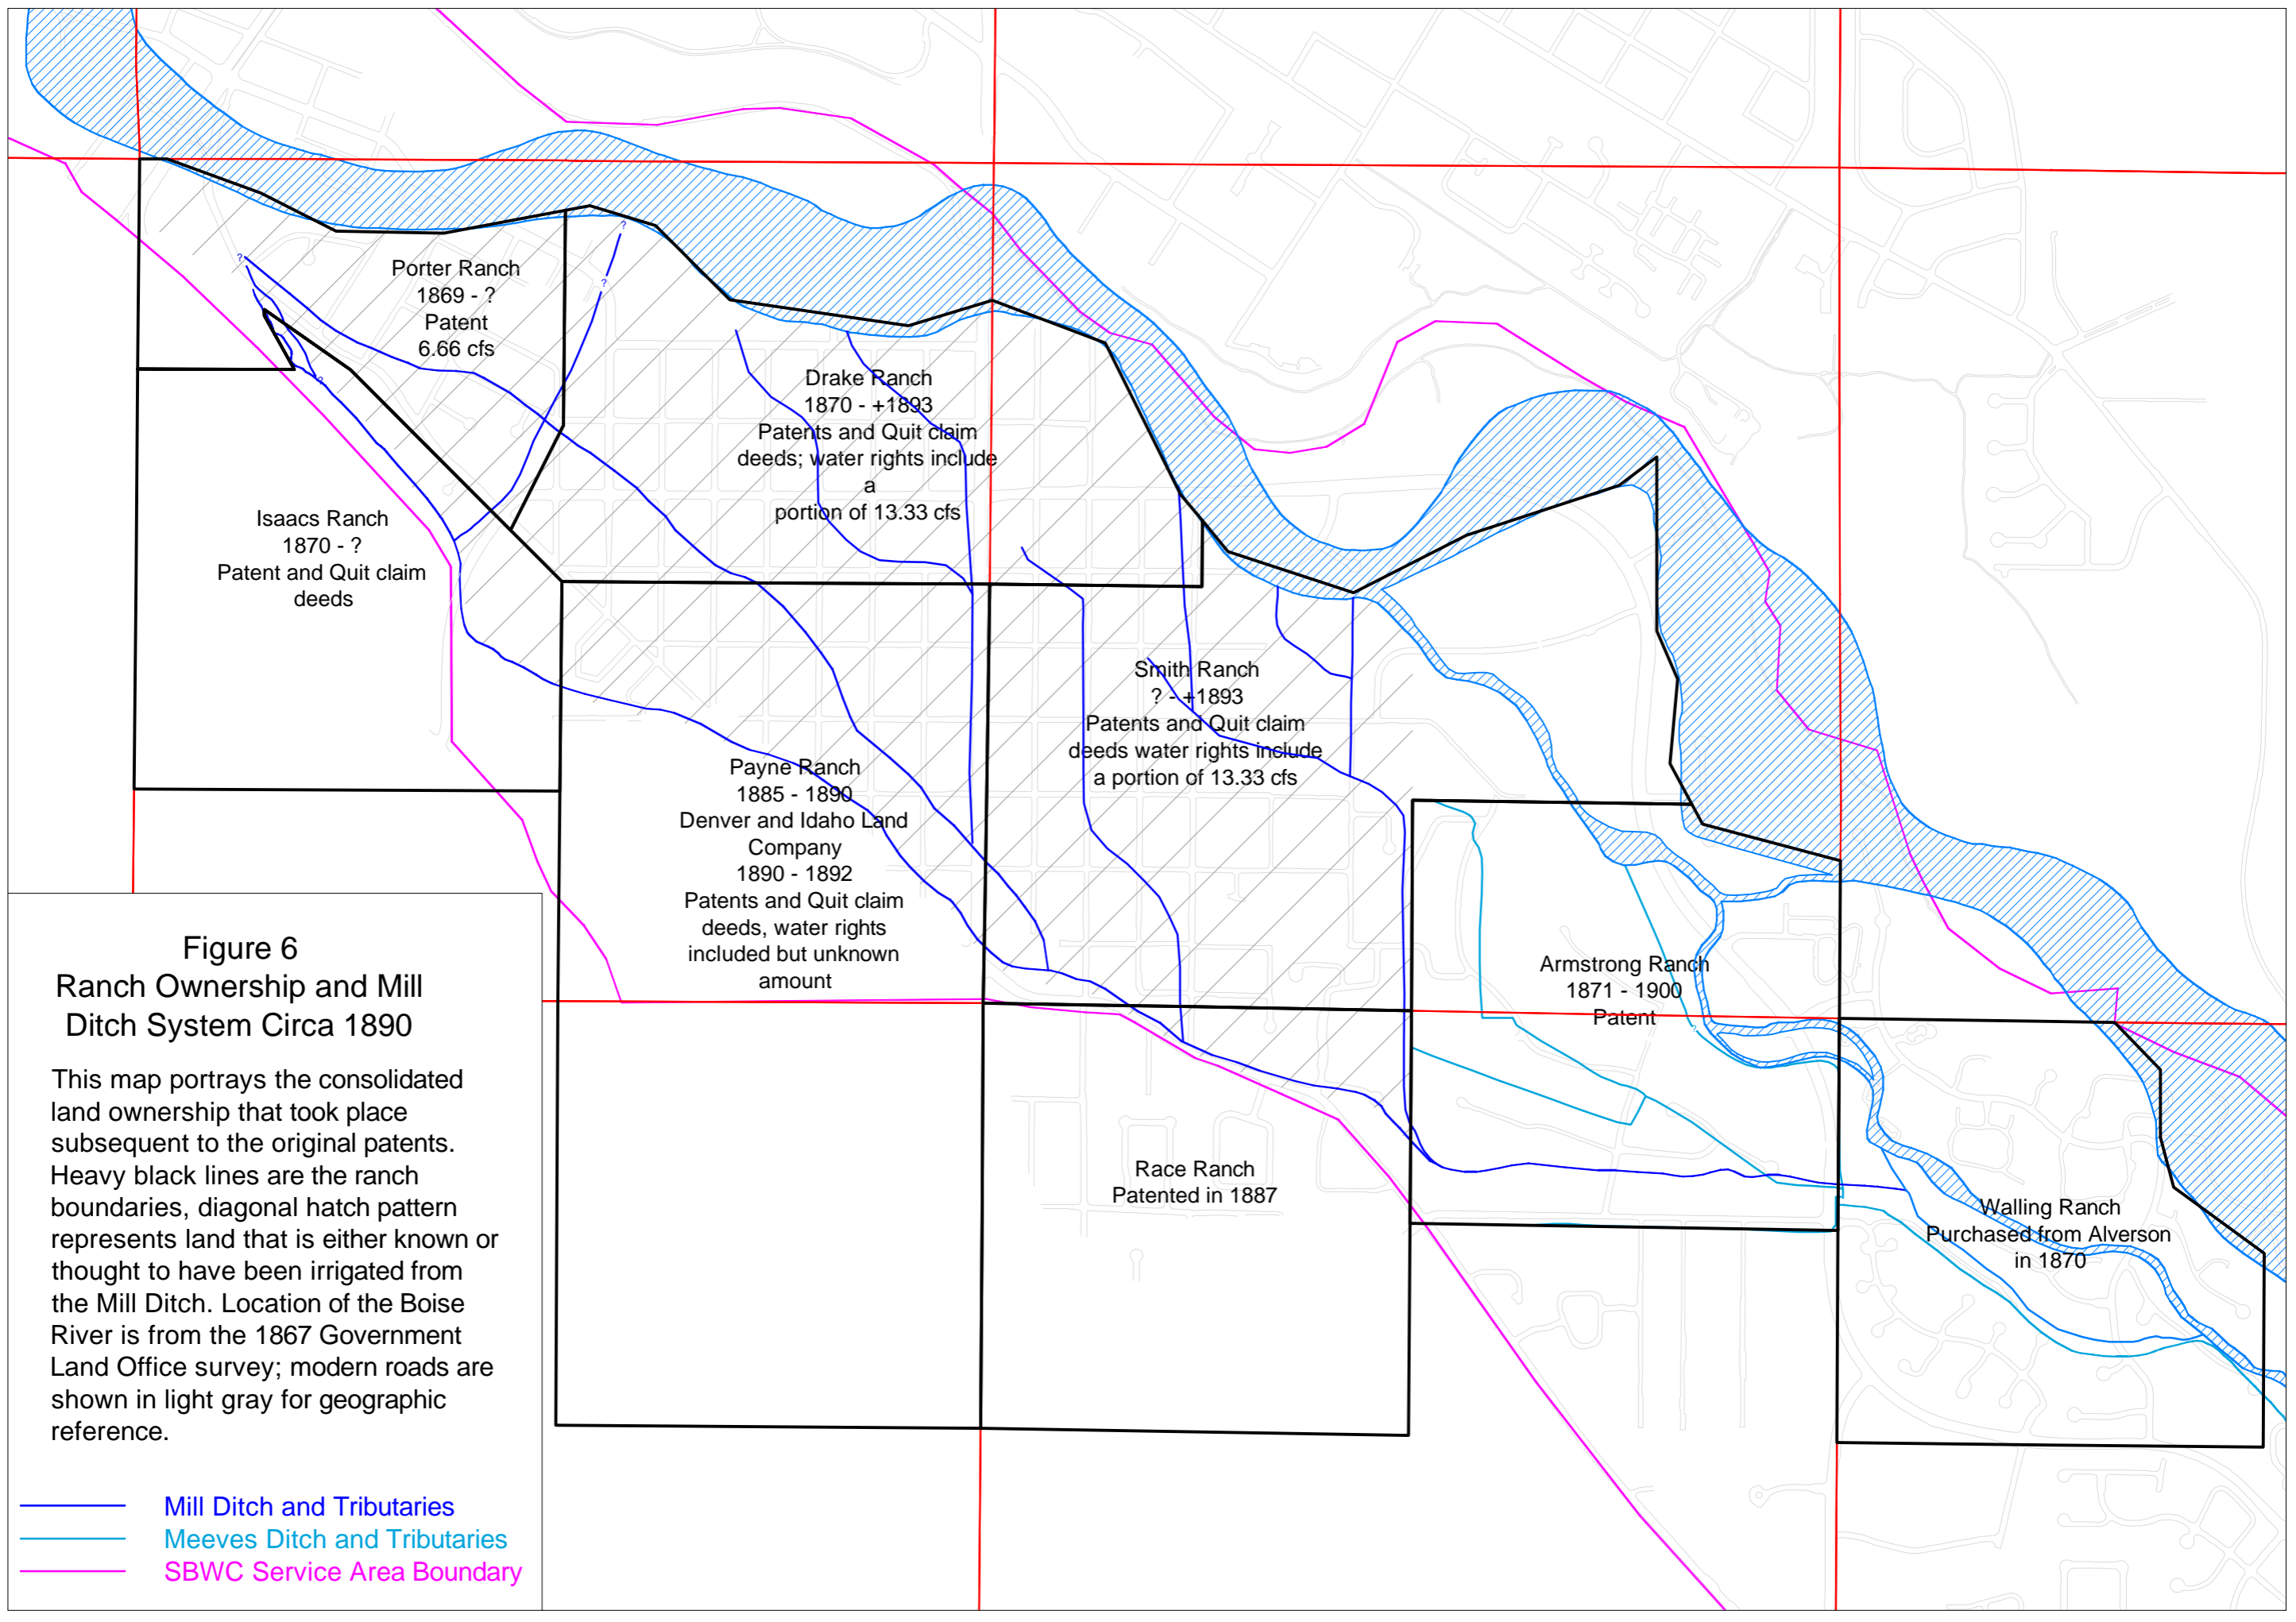 Porter Ranch
1869 - ?
Patent
6.66 cfs
Drake Ranch
1870 - +1893
Patents and Quit claim
deeds; water rights include
a
portion of 13.33 cfs
Isaacs Ranch
1870 - ?
Patent and Quit claim
deeds
Smith Ranch
? - +1893
Patents and Quit claim
deeds water rights include
a portion of 13.33 cfs
Payne Ranch
1885 - 1890
Denver and Idaho Land
Company
1890 - 1892
Patents and Quit claim
deeds, water rights
included but unknown
amount
Armstrong Ranch
1871 - 1900
Patent
Race Ranch
Patented in 1887
Walling Ranch
Purchased from Alverson
in 1870
?
?
?
?
?
Figure 6
Ranch Ownership and Mill
Ditch System Circa 1890
This map portrays the consolidated
land ownership that took place
subsequent to the original patents.
Heavy black lines are the ranch
boundaries, diagonal hatch pattern
represents land that is either known or
thought to have been irrigated from
the Mill Ditch. Location of the Boise
River is from the 1867 Government
Land Office survey; modern roads are
shown in light gray for geographic
reference.
Mill Ditch and Tributaries
Meeves Ditch and Tributaries
SBWC Service Area Boundary